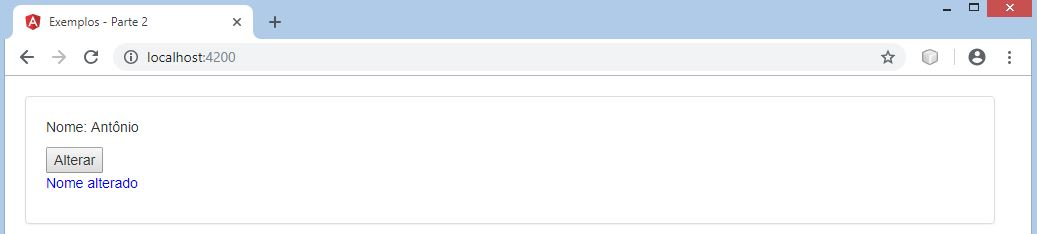 Exemplos - Parte 2
localhost:4200
Nome: Antônio
Alterar
Nome alterado